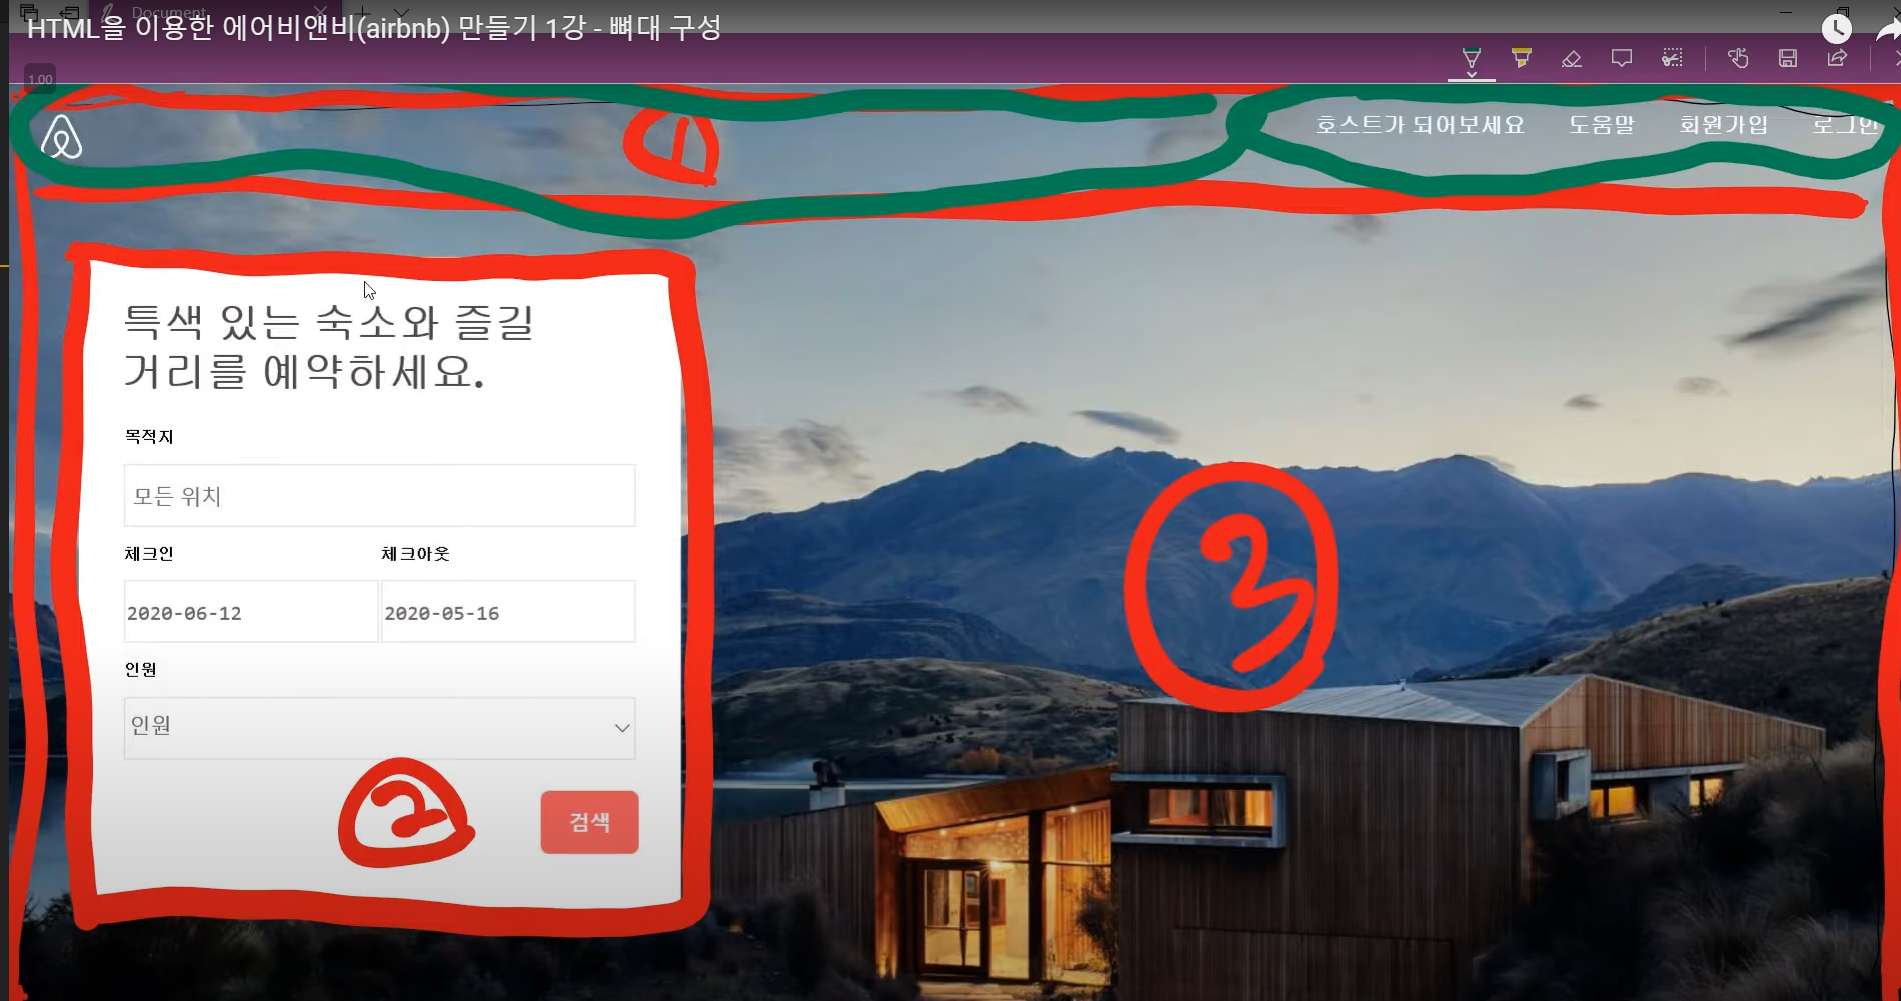 Document
HTML을 이용한 에어비앤비(airbnb) 만들기 1강 - 뼈대 구성
1.00
1
호스트가 되어보세요 도움말 회원가입 로그인
특색 있는 숙소와 즐길
거리를 예약하세요.
목적지
모든 위치
체크인 체크아웃
2020-06-12 2020-05-16
인원
인원
2
검색
3